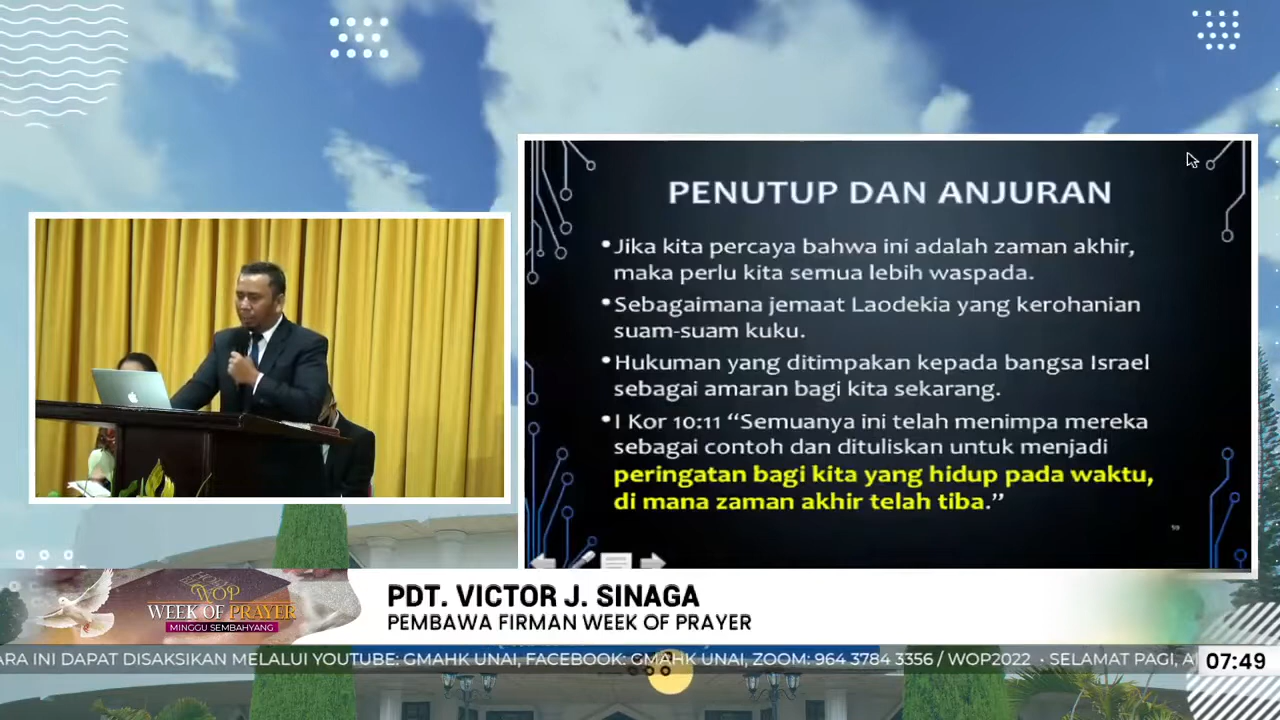 PENUTUP DAN ANJURAN
•Jika kita percaya bahwa ini adalah zaman akhir,
maka perlu kita semua lebih waspada.
•Sebagaimana jemaat Laodekia yang kerohanian
suam-suam kuku.
•Hukuman yang ditimpakan kepada bangsa Israel
sebagai amaran bagi kita sekarang.
•I Kor 10:11 “Semuanya ini telah menimpa mereka
sebagai contoh dan dituliskan untuk menjadi
peringatan bagi kita yang hidup pada waktu,
di mana zaman akhir telah tiba.”
WOP
WEEK OF PRAYER
MINGGU SEMBAHYANG
PDT. VICTOR J. SINAGA
PEMBAWA FIRMAN WEEK OF PRAYER
ARA INI DAPAT DISAKSIKAN MELALUI YOUTUBE: GMAHK UNAI, FACEBOOK: GMAHK UNAI, ZOOM: 964 3784 3356 / WOP2022 • SELAMAT PAGI, A
07:49